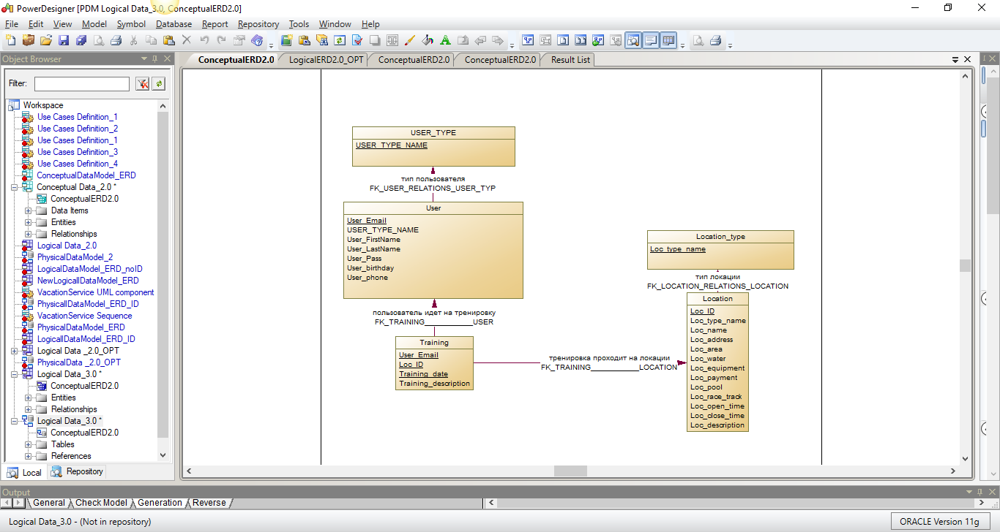 PowerDesigner [PDM Logical Data_3.0, ConceptualERD2.0]
File Edit View Model Symbol Database Report Repository Tools Window Help
Object Browser
ConceptualERD2.0 LogicalERD2.0_OPT ConceptualERD2.0 ConceptualERD2.0 Result List
Filter:
Workspace
Use Cases Definition_1
Use Cases Definition_2
Use Cases Definition_1
Use Cases Definition_3
Use Cases Definition_4
ConceptualDataModel_ERD
Conceptual Data_2.0 *
ConceptualERD2.0
Data Items
Entities
Relationships
Logical Data_2.0
PhysicalDataModel_2
LogicalDataModel_ERD_noID
NewLogicallDataModel_ERD
VacationService UML component
PhysicallDataModel_ERD_ID
VacationService Sequence
PhysicalDataModel_ERD
LogicallDataModel_ERD_ID
Logical Data _2.0_OPT
PhysicalData _2.0_OPT
Logical Data_3.0 *
ConceptualERD2.0
Entities
Relationships
Logical Data_3.0 *
ConceptualERD2.0
Tables
References
Local Repository
USER_TYPE
USER_TYPE_NAME
тип пользователя
FK_USER_RELATIONS_USER_TYP
User
User_Email
USER_TYPE_NAME
User_FirstName
User_LastName
User_Pass
User_birthday
User_phone
пользователь идет на тренировку
FK_TRAINING____________USER
Training
User_Email
Loc_ID
Training_date
Training_description
тренировка проходит на локации
FK_TRAINING____________LOCATION
Location_type
Loc_type_name
тип локации
FK_LOCATION_RELATIONS_LOCATION
Location
Loc_ID
Loc_type_name
Loc_name
Loc_address
Loc_area
Loc_water
Loc_equipment
Loc_payment
Loc_pool
Loc_race_track
Loc_open_time
Loc_close_time
Loc_description
Output
General Check Model Generation Reverse
Logical Data_3.0 - (Not in repository)
ORACLE Version 11g